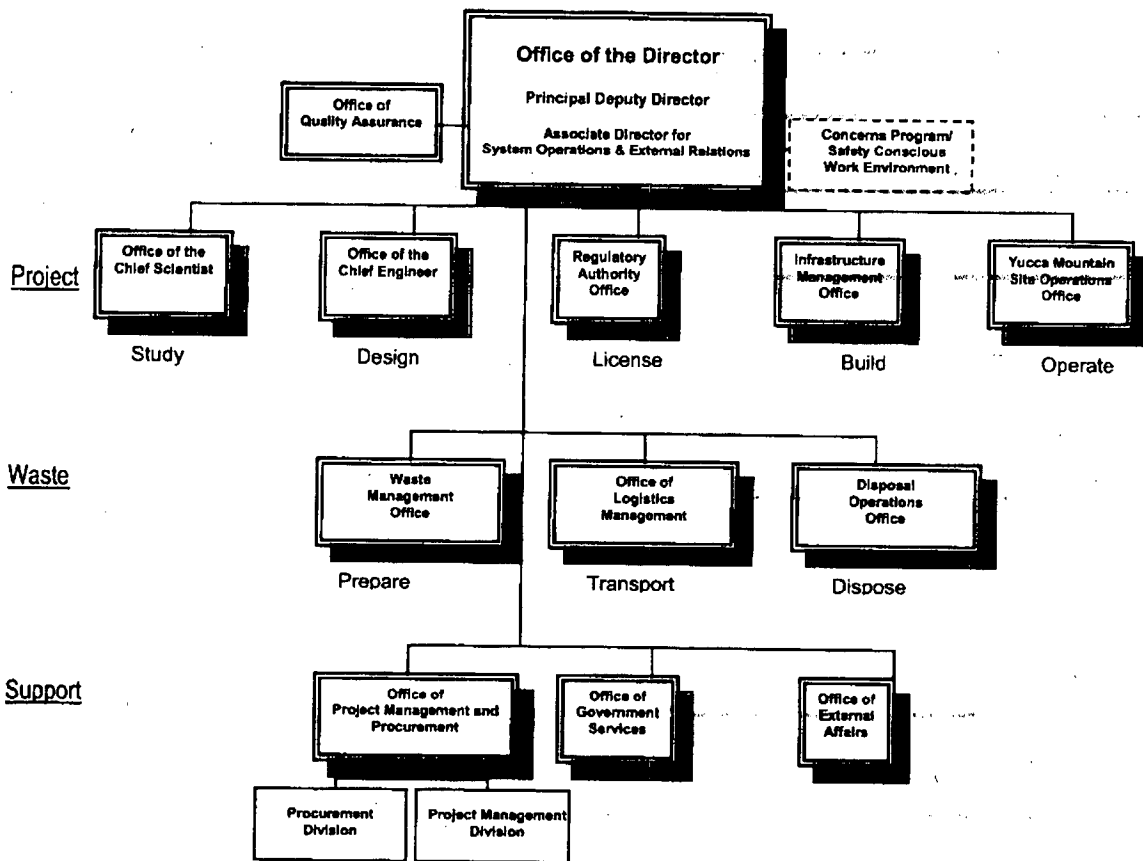 Office of the Director
Principal Deputy Director
Associate Director for
System Operations & External Relations
Office of
Quality Assurance
Concerns Program/
Safety Conscious
Work Environment
Project
Office of the
Chief Scientist
Study
Office of the
Chief Engineer
Design
Regulatory
Authority
Office
License
Infrastructure
Management
Office
Build
Yucca Mountain
Site Operations
Office
Operate
Waste
Waste
Management
Office
Prepare
Office of
Logistics
Management
Transport
Disposal
Operations
Office
Dispose
Support
Office of
Project Management and
Procurement
Office of
Government
Services
Office of
External
Affairs
Procurement
Division
Project Management
Division